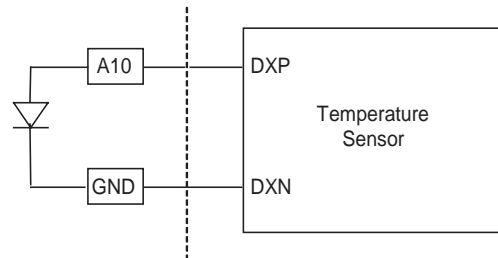 A10
DXP
Temperature
Sensor
GND
DXN